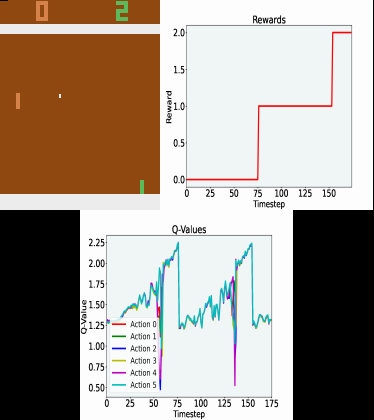 0 2
Rewards
2.0
1.5
1.0
0.5
0.0
Reward
0 25 50 75 100 125 150
Timestep
Q-Values
2.25
2.00
1.75
1.50
1.25
1.00
0.75
0.50
Q-Value
Action 0
Action 1
Action 2
Action 3
Action 4
Action 5
0 25 50 75 100 125 150 175
Timestep